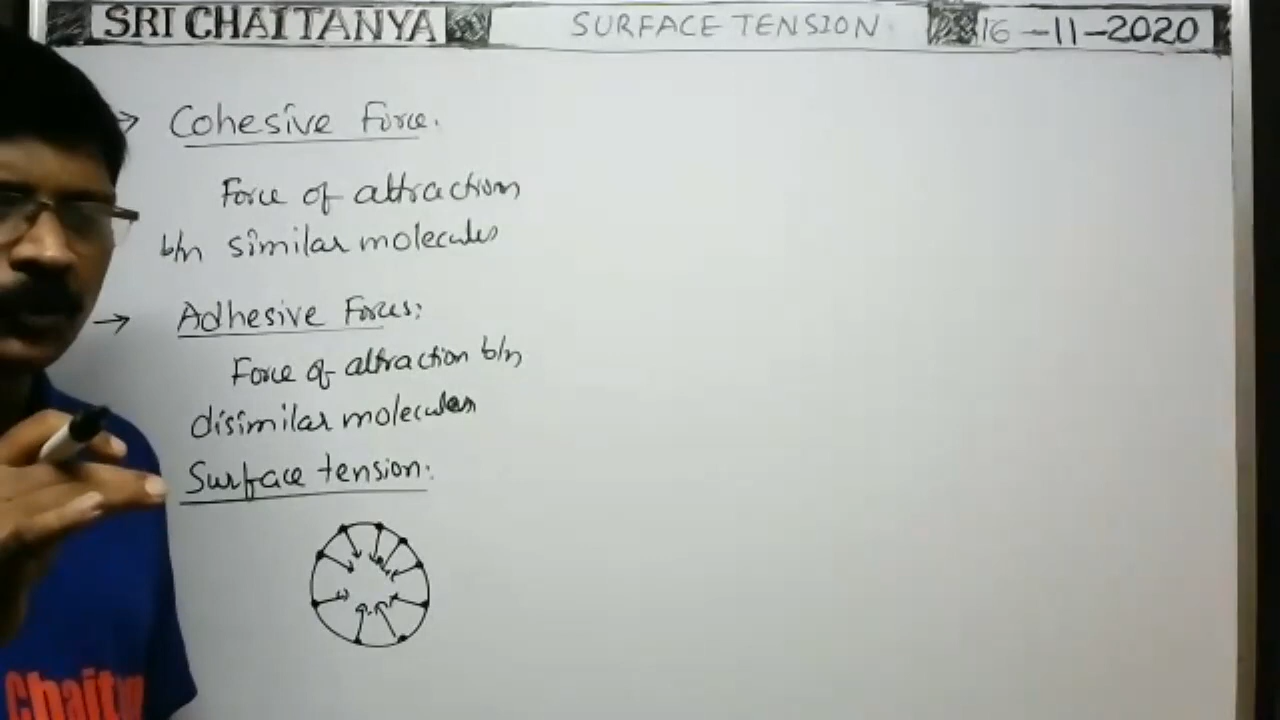 SRI CHAITANYA SURFACE TENSION 16-11-2020
→ Cohesive Force.
Force of attraction
b/n similar molecules
→ Adhesive Forces:
Force of attraction b/n
disimilar molecules
Surface tension: